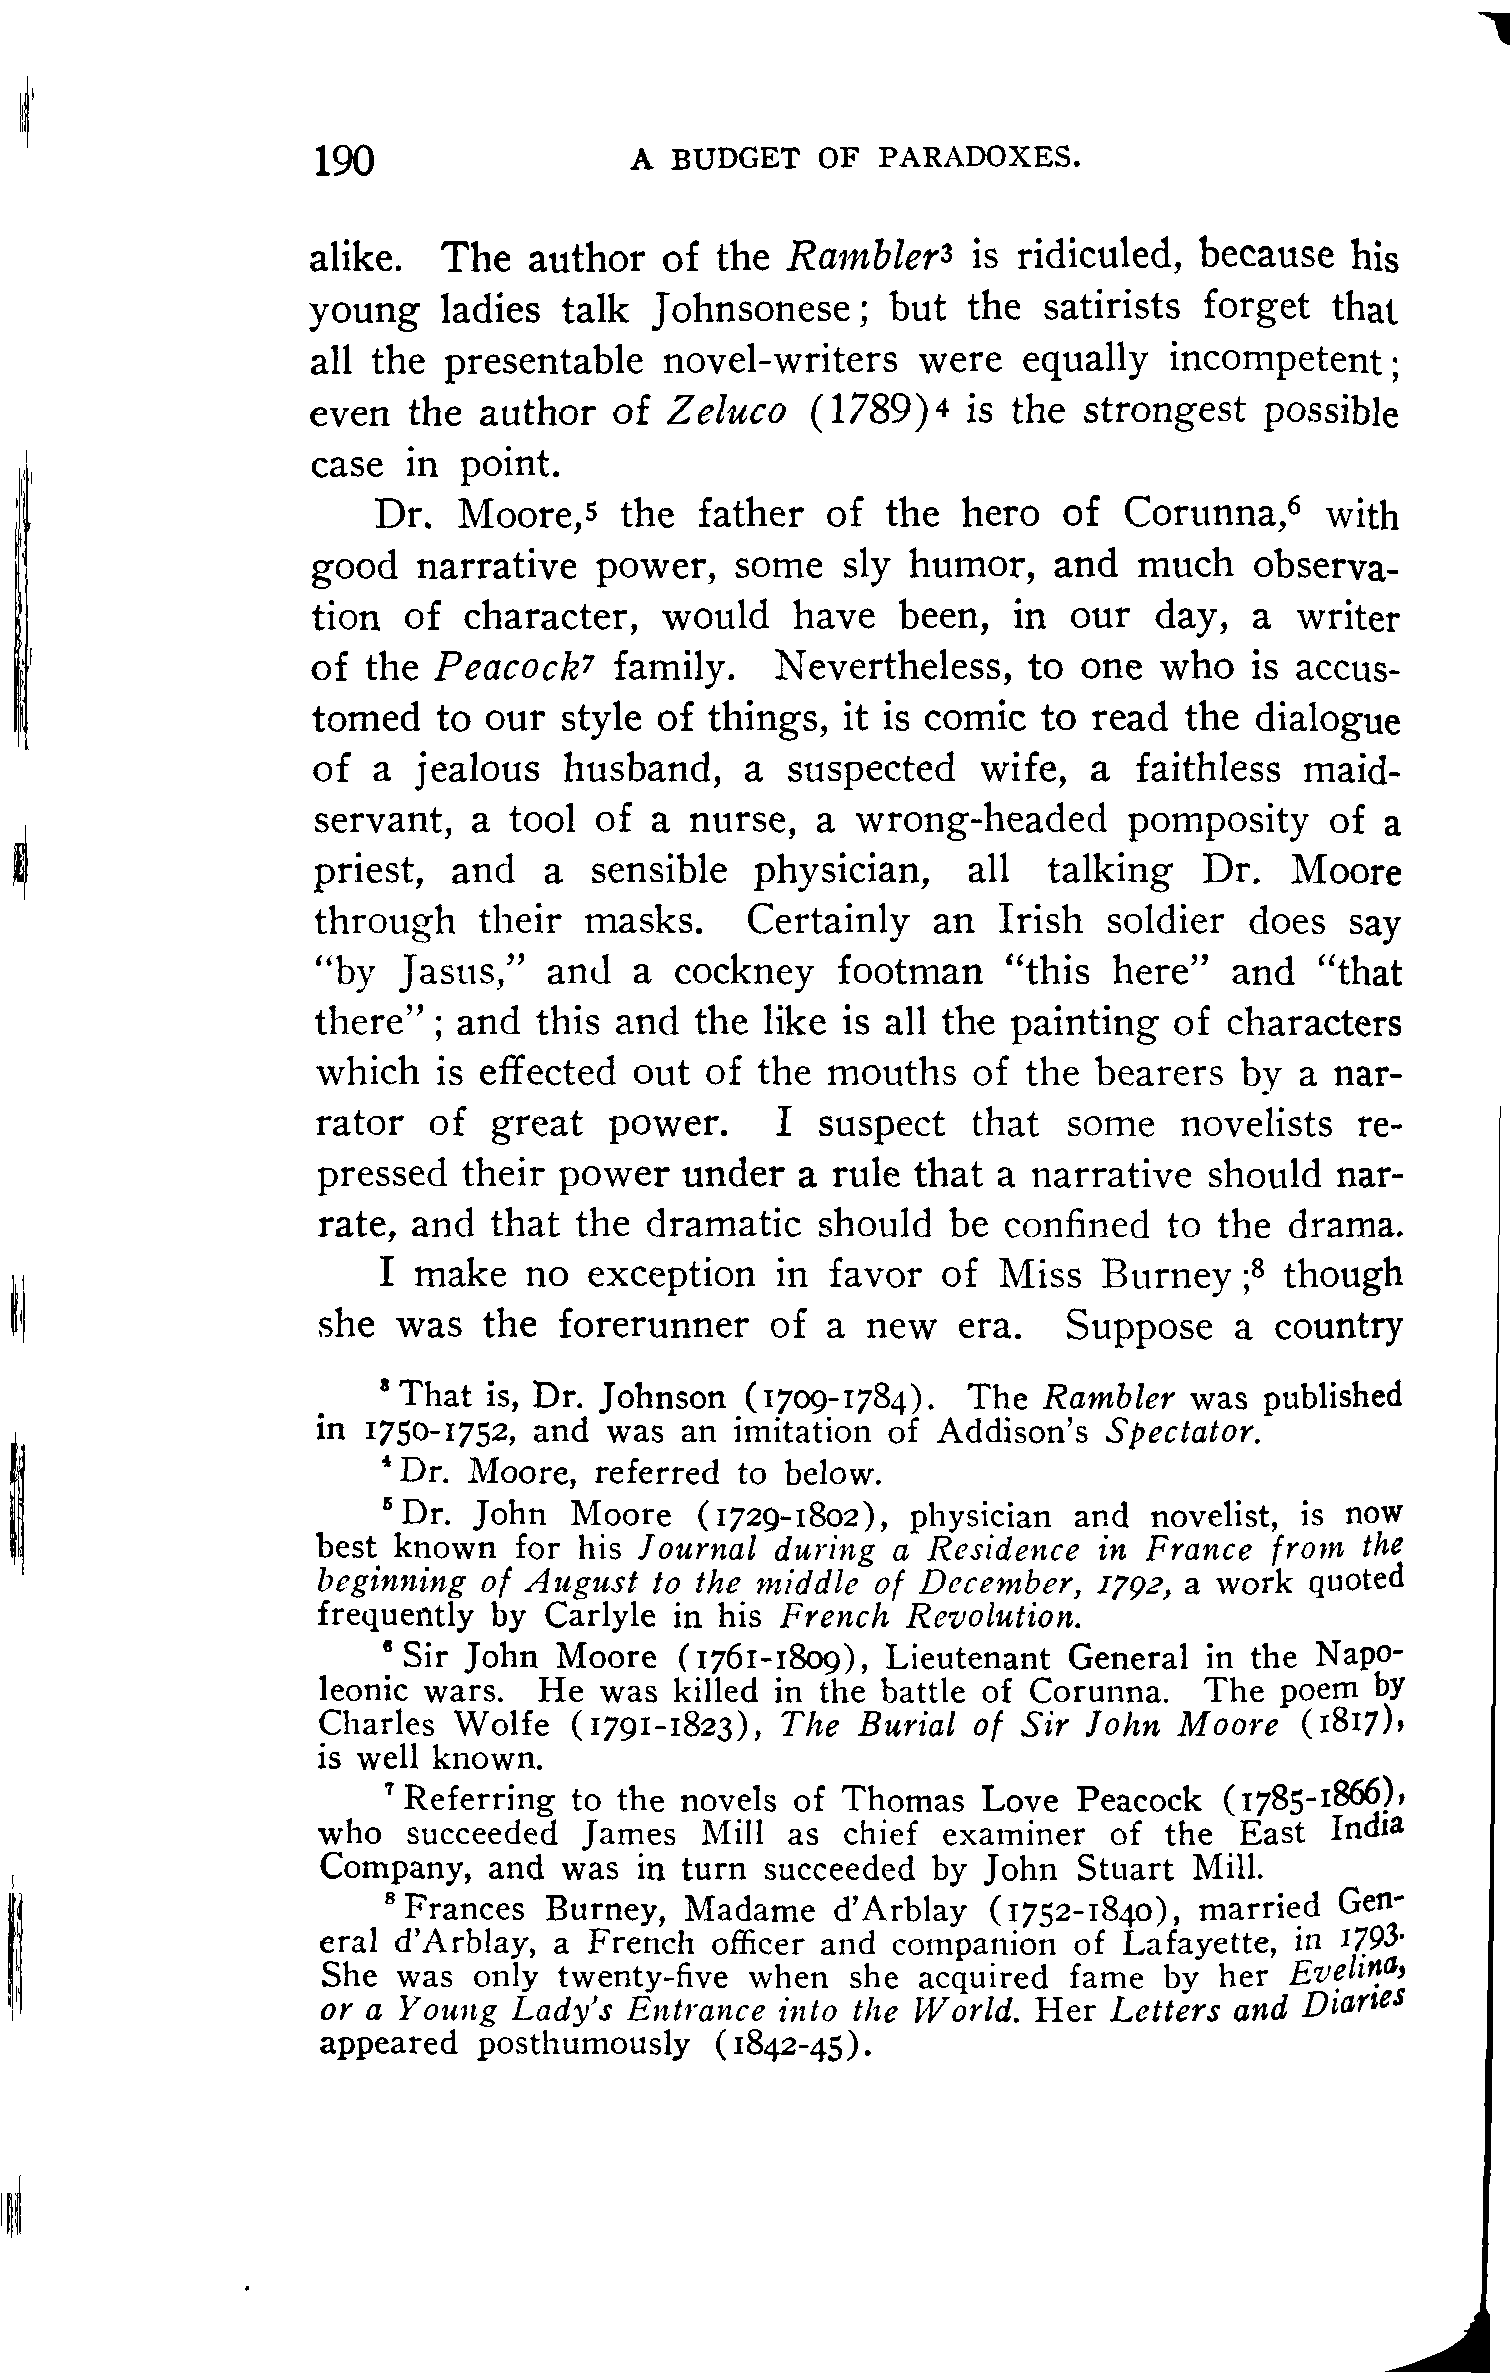 190 A BUDGET OF PARADOXES.
alike. The author of the Rambler³ is ridiculed, because his
young ladies talk Johnsonese; but the satirists forget that
all the presentable novel-writers were equally incompetent;
even the author of Zeluco (1789)⁴ is the strongest possible
case in point.
Dr. Moore,⁵ the father of the hero of Corunna,⁶ with
good narrative power, some sly humor, and much observa-
tion of character, would have been, in our day, a writer
of the Peacock⁷ family. Nevertheless, to one who is accus-
tomed to our style of things, it is comic to read the dialogue
of a jealous husband, a suspected wife, a faithless maid-
servant, a tool of a nurse, a wrong-headed pomposity of a
priest, and a sensible physician, all talking Dr. Moore
through their masks. Certainly an Irish soldier does say
“by Jasus,” and a cockney footman “this here” and “that
there”; and this and the like is all the painting of characters
which is effected out of the mouths of the bearers by a nar-
rator of great power. I suspect that some novelists re-
pressed their power under a rule that a narrative should nar-
rate, and that the dramatic should be confined to the drama.
I make no exception in favor of Miss Burney;⁸ though
she was the forerunner of a new era. Suppose a country
³ That is, Dr. Johnson (1709-1784). The Rambler was published
in 1750-1752, and was an imitation of Addison's Spectator.
⁴ Dr. Moore, referred to below.
⁵ Dr. John Moore (1729-1802), physician and novelist, is now
best known for his Journal during a Residence in France from the
beginning of August to the middle of December, 1792, a work quoted
frequently by Carlyle in his French Revolution.
⁶ Sir John Moore (1761-1809), Lieutenant General in the Napo-
leonic wars. He was killed in the battle of Corunna. The poem by
Charles Wolfe (1791-1823), The Burial of Sir John Moore (1817),
is well known.
⁷ Referring to the novels of Thomas Love Peacock (1785-1866),
who succeeded James Mill as chief examiner of the East India
Company, and was in turn succeeded by John Stuart Mill.
⁸ Frances Burney, Madame d'Arblay (1752-1840), married Gen-
eral d'Arblay, a French officer and companion of Lafayette, in 1793.
She was only twenty-five when she acquired fame by her Evelina,
or a Young Lady's Entrance into the World. Her Letters and Diaries
appeared posthumously (1842-45).